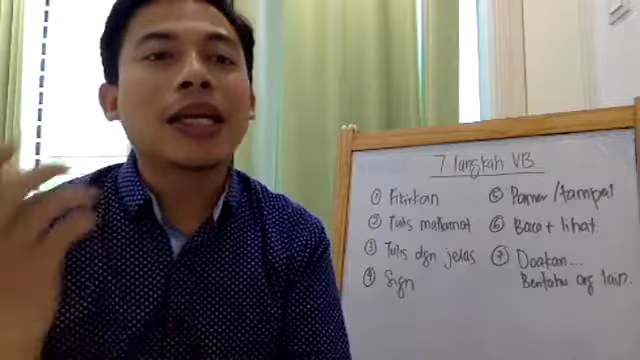 7 langkah VB
① Fikirkan
② Tulis matlamat
③ Tulis dgn jelas
④ Sign
⑤ Pamer/tampal
⑥ Baca + lihat
⑦ Doakan...
Beritahu org lain.